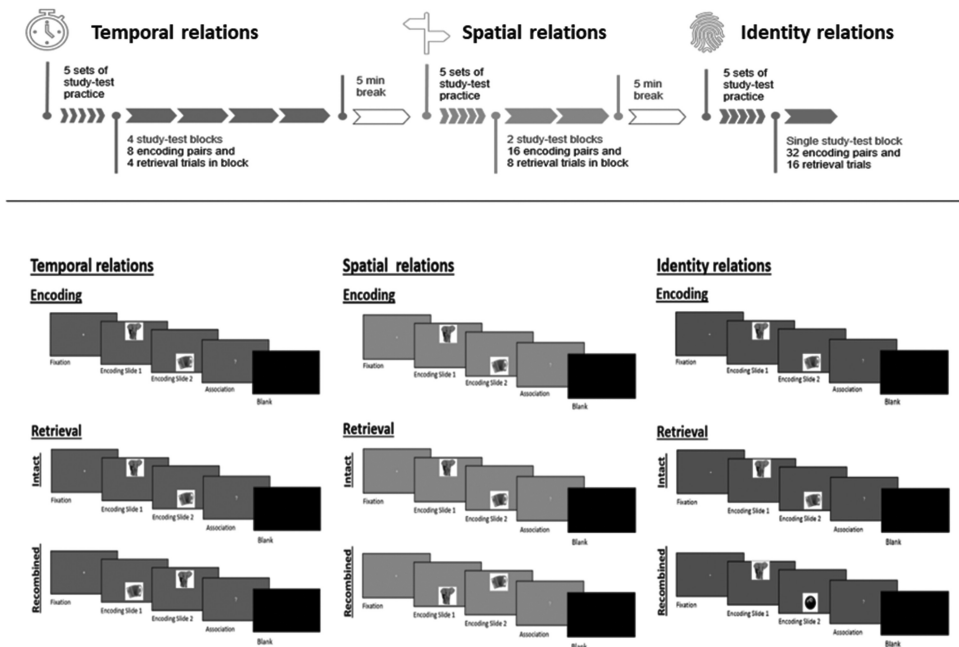 Temporal relations
5 sets of
study-test
practice
4 study-test blocks
8 encoding pairs and
4 retrieval trials in block
5 min
break
Spatial relations
5 sets of
study-test
practice
2 study-test blocks
16 encoding pairs and
8 retrieval trials in block
5 min
break
Identity relations
5 sets of
study-test
practice
Single study-test block
32 encoding pairs and
16 retrieval trials
Temporal relations
Encoding
Fixation
Encoding Slide 1
Encoding Slide 2
Association
Blank
Retrieval
Intact
Fixation
Encoding Slide 1
Encoding Slide 2
Association
Blank
Recombined
Fixation
Encoding Slide 1
Encoding Slide 2
Association
Blank
Spatial relations
Encoding
Fixation
Encoding Slide 1
Encoding Slide 2
Association
Blank
Retrieval
Intact
Fixation
Encoding Slide 1
Encoding Slide 2
Association
Blank
Recombined
Fixation
Encoding Slide 1
Encoding Slide 2
Association
Blank
Identity relations
Encoding
Fixation
Encoding Slide 1
Encoding Slide 2
Association
Blank
Retrieval
Intact
Fixation
Encoding Slide 1
Encoding Slide 2
Association
Blank
Recombined
Fixation
Encoding Slide 1
Encoding Slide 2
Association
Blank